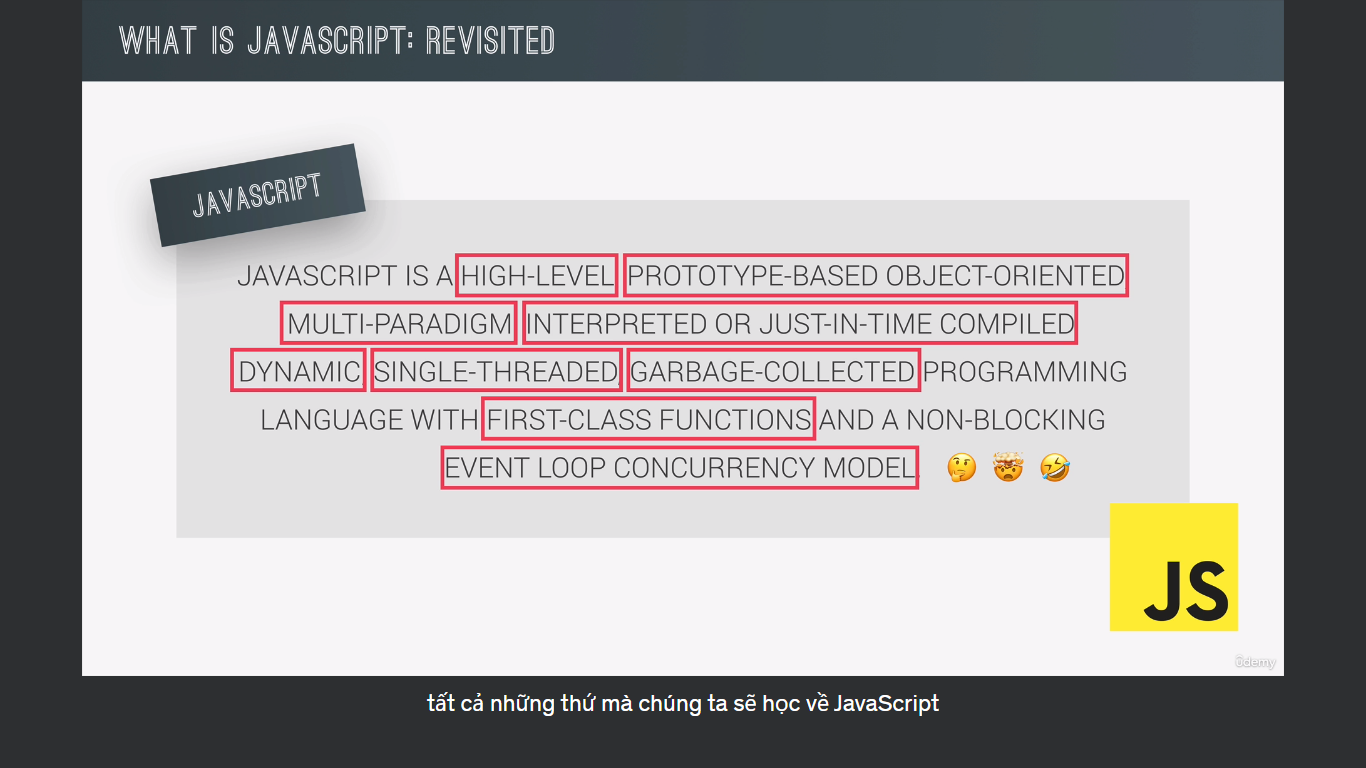 WHAT IS JAVASCRIPT: REVISITED
JAVASCRIPT
JAVASCRIPT IS A HIGH-LEVEL PROTOTYPE-BASED OBJECT-ORIENTED
MULTI-PARADIGM INTERPRETED OR JUST-IN-TIME COMPILED
DYNAMIC, SINGLE-THREADED, GARBAGE-COLLECTED PROGRAMMING
LANGUAGE WITH FIRST-CLASS FUNCTIONS AND A NON-BLOCKING
EVENT LOOP CONCURRENCY MODEL. 🤔 🤯 🤣
JS
ûdemy
tất cả những thứ mà chúng ta sẽ học về JavaScript